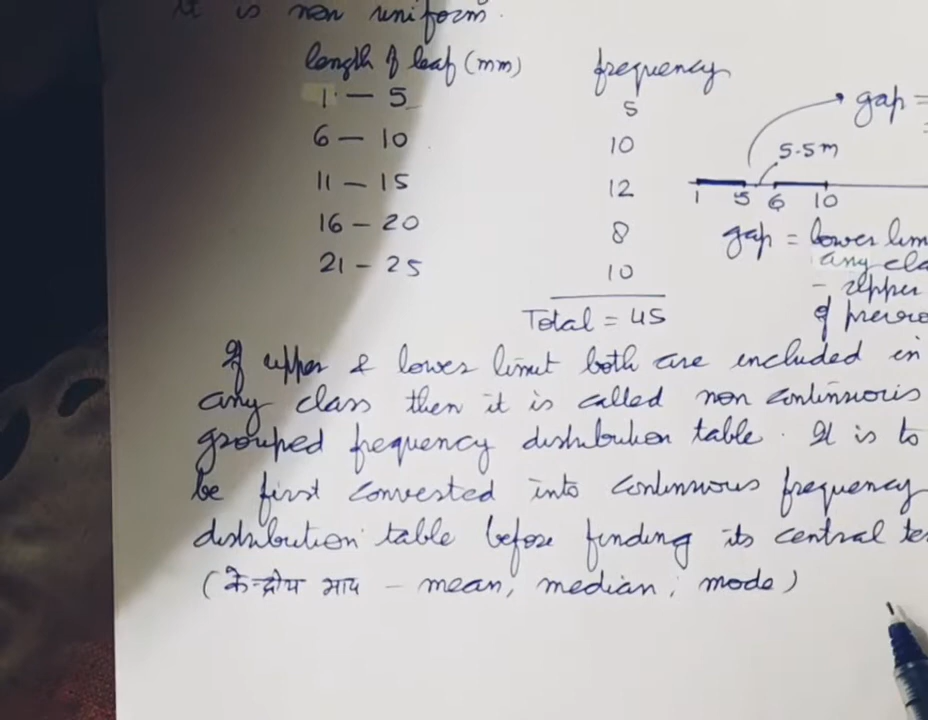 It is non uniform.
length of leaf (mm) frequency
1 — 5 5
6 — 10 10
11 — 15 12
16 — 20 8
21 — 25 10
Total = 45
gap =
5.5m
1 5 6 10
gap = lower lim
any cla
- upper
of
If upper & lower limit both are included in
any class then it is called non continuous
grouped frequency distribution table. It is to
be first converted into continuous frequency
distribution table before finding its central te
(केन्द्रीय माप - mean, median, mode)